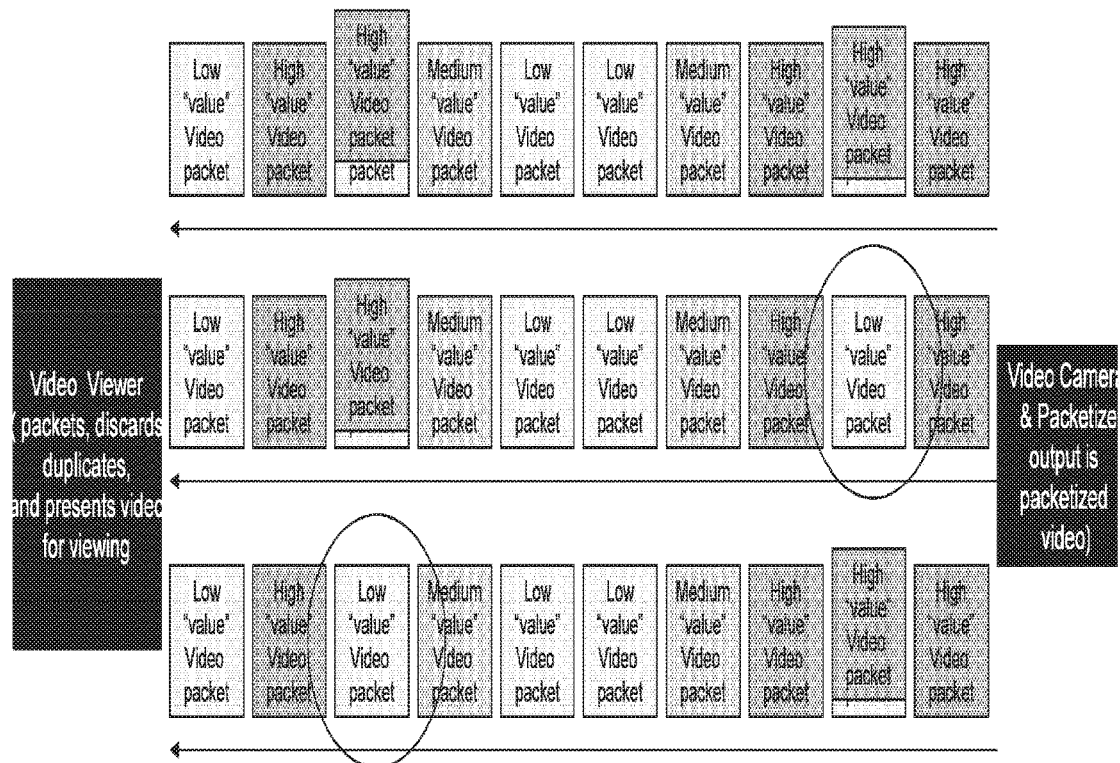 Low
"value"
Video
packet
High
"value"
Video
packet
High
"value"
Video
packet
packet
Medium
"value"
Video
packet
Low
"value"
Video
packet
Low
"value"
Video
packet
Medium
"value"
Video
packet
High
"value"
Video
packet
High
"value"
Video
packet
High
"value"
Video
packet
Video Viewer
( packets, discards
duplicates,
and presents video
for viewing
Low
"value"
Video
packet
High
"value"
Video
packet
High
"value"
Video
packet
Medium
"value"
Video
packet
Low
"value"
Video
packet
Low
"value"
Video
packet
Medium
"value"
Video
packet
High
"value"
Video
packet
Low
"value"
Video
packet
High
"value"
Video
packet
Video Camer
& Packetize
output is
packetized
video)
Low
"value"
Video
packet
High
"value"
Video
packet
Low
"value"
Video
packet
Medium
"value"
Video
packet
Low
"value"
Video
packet
Low
"value"
Video
packet
Medium
"value"
Video
packet
High
"value"
Video
packet
High
"value"
Video
packet
High
"value"
Video
packet